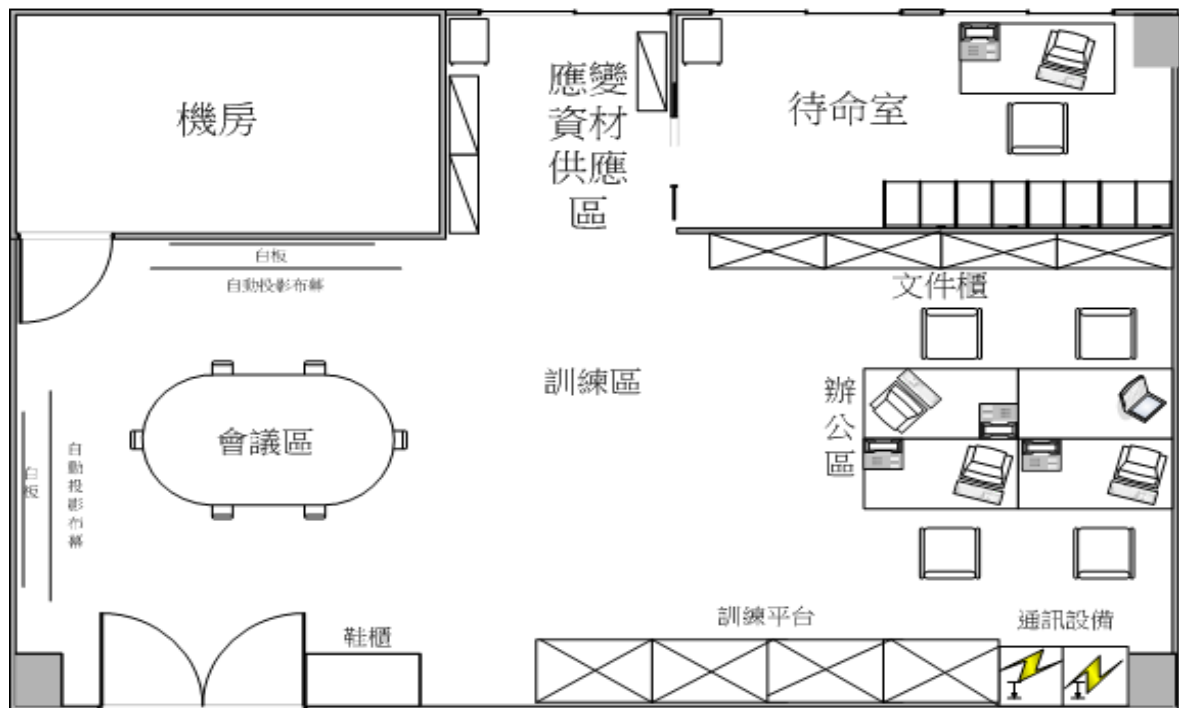 機房
應變
資材
供應
區
待命室
白板
自動投影布幕
文件櫃
訓練區
辦公區
會議區
白板
自動投影布幕
鞋櫃
訓練平台
通訊設備